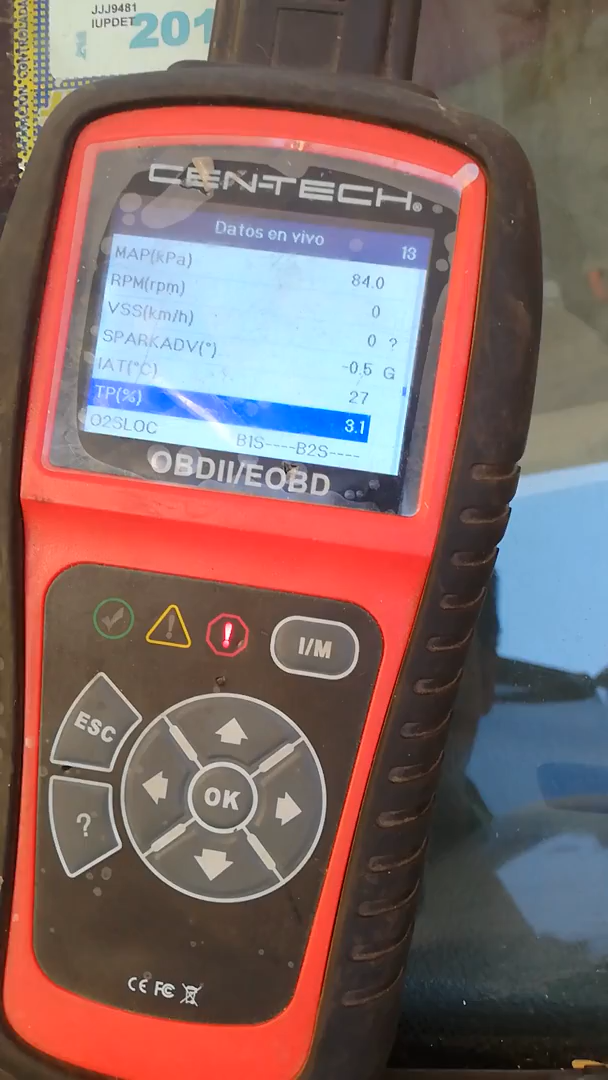 JJJ9481
IUPDET
201
CEN-TECH®
Datos en vivo 13
MAP(kPa) 84.0
RPM(rpm) 0
VSS(km/h) 0 ?
SPARKADV(°) -0.5 G
IAT(°C) 27
TP(%) 3.1
O2SLOC B1S----B2S----
OBDII/EOBD
I/M
ESC
OK
?
CE FC